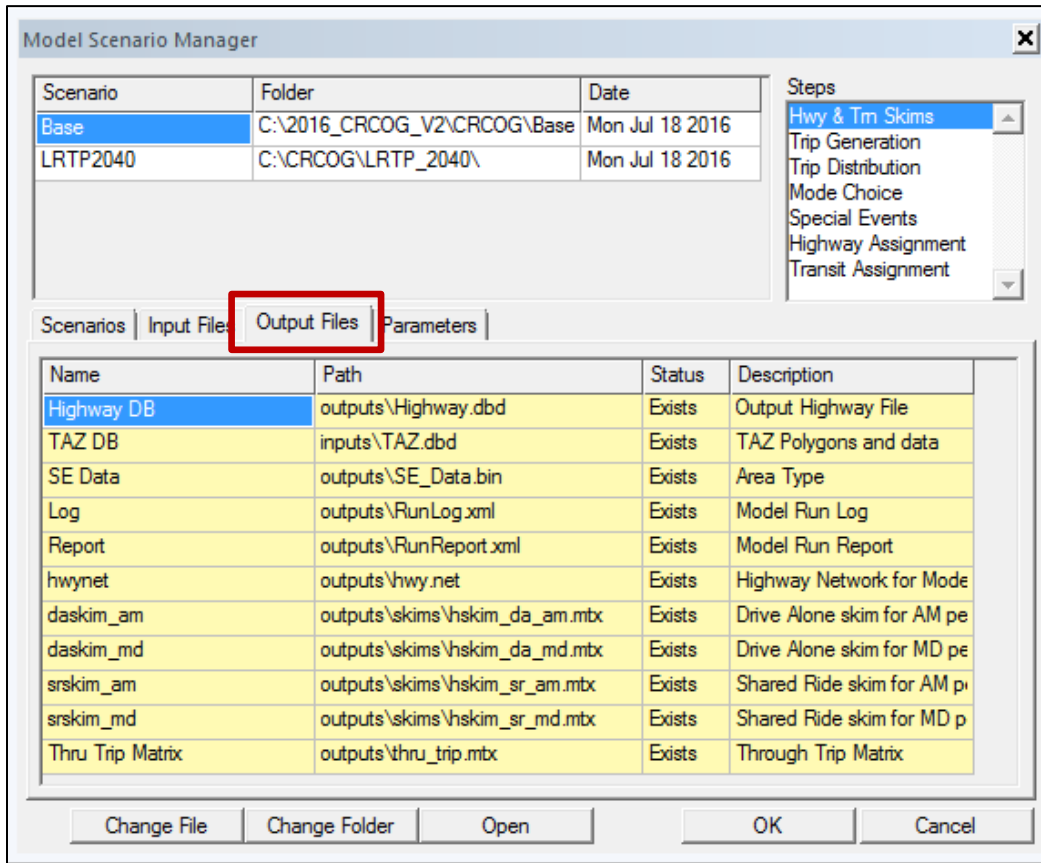 Model Scenario Manager
Scenario Folder Date
Base C:\2016_CRCOG_V2\CRCOG\Base Mon Jul 18 2016
LRTP2040 C:\CRCOG\LRTP_2040\ Mon Jul 18 2016
Steps
Hwy & Trn Skims
Trip Generation
Trip Distribution
Mode Choice
Special Events
Highway Assignment
Transit Assignment
Scenarios Input Files Output Files Parameters
Name Path Status Description
Highway DB outputs\Highway.dbd Exists Output Highway File
TAZ DB inputs\TAZ.dbd Exists TAZ Polygons and data
SE Data outputs\SE_Data.bin Exists Area Type
Log outputs\RunLog.xml Exists Model Run Log
Report outputs\RunReport.xml Exists Model Run Report
hwynet outputs\hwy.net Exists Highway Network for Mode
daskim_am outputs\skims\hskim_da_am.mtx Exists Drive Alone skim for AM pe
daskim_md outputs\skims\hskim_da_md.mtx Exists Drive Alone skim for MD pe
srskim_am outputs\skims\hskim_sr_am.mtx Exists Shared Ride skim for AM p
srskim_md outputs\skims\hskim_sr_md.mtx Exists Shared Ride skim for MD p
Thru Trip Matrix outputs\thru_trip.mtx Exists Through Trip Matrix
Change File Change Folder Open OK Cancel